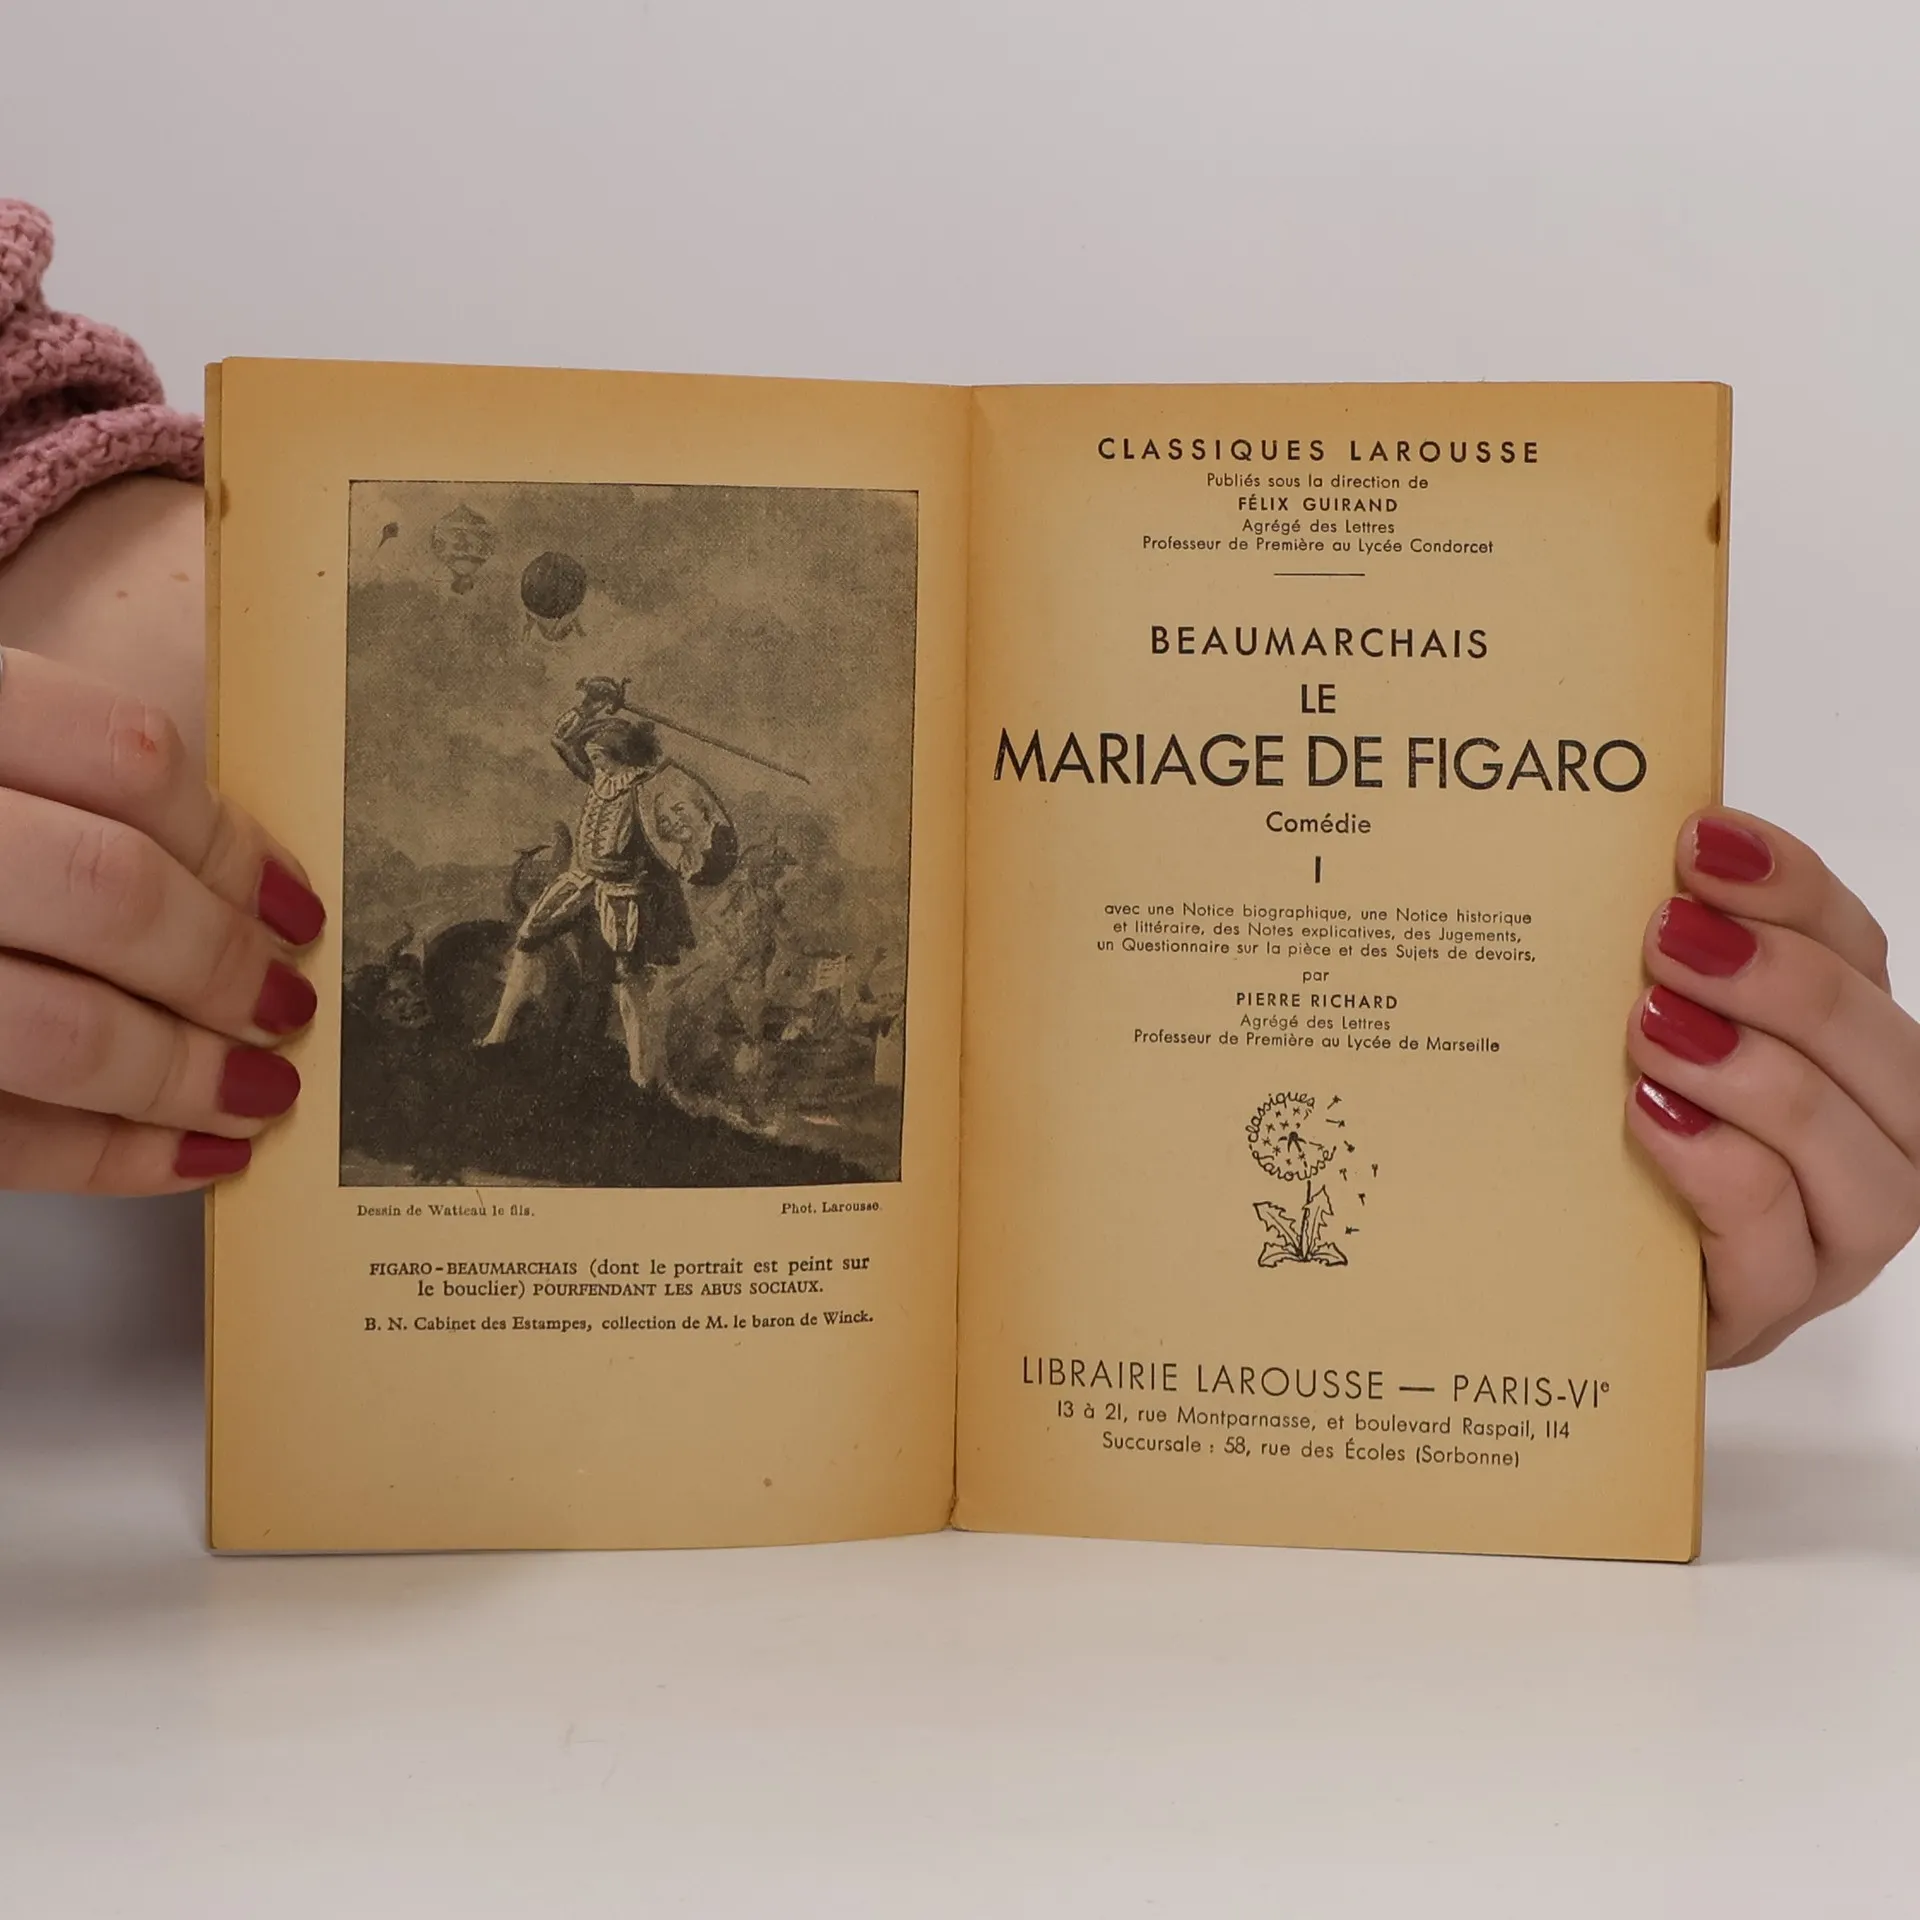 Dessin de Watteau le fils.
Phot. Larousse.
FIGARO-BEAUMARCHAIS (dont le portrait est peint sur
le bouclier) POURFENDANT LES ABUS SOCIAUX.
B. N. Cabinet des Estampes, collection de M. le baron de Winck.
CLASSIQUES LAROUSSE
Publiés sous la direction de
FÉLIX GUIRAND
Agrégé des Lettres
Professeur de Première au Lycée Condorcet
BEAUMARCHAIS
LE
MARIAGE DE FIGARO
Comédie
I
avec une Notice biographique, une Notice historique
et littéraire, des Notes explicatives, des Jugements,
un Questionnaire sur la pièce et des Sujets de devoirs,
par
PIERRE RICHARD
Agrégé des Lettres
Professeur de Première au Lycée de Marseille
classiques
Larousse
LIBRAIRIE LAROUSSE — PARIS-VIe
13 à 21, rue Montparnasse, et boulevard Raspail, 114
Succursale : 58, rue des Écoles (Sorbonne)